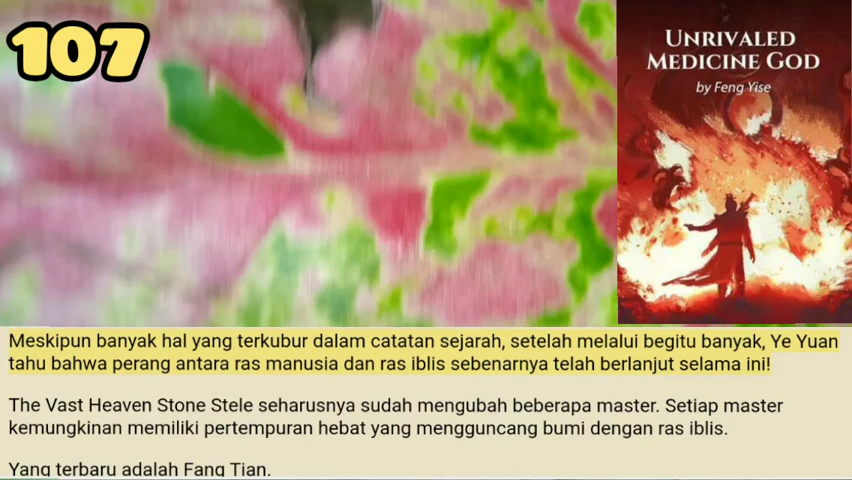 107
UNRIVALED
MEDICINE GOD
by Feng Yise
Meskipun banyak hal yang terkubur dalam catatan sejarah, setelah melalui begitu banyak, Ye Yuan
tahu bahwa perang antara ras manusia dan ras iblis sebenarnya telah berlanjut selama ini!
The Vast Heaven Stone Stele seharusnya sudah mengubah beberapa master. Setiap master
kemungkinan memiliki pertempuran hebat yang mengguncang bumi dengan ras iblis.
Yang terbaru adalah Fang Tian.